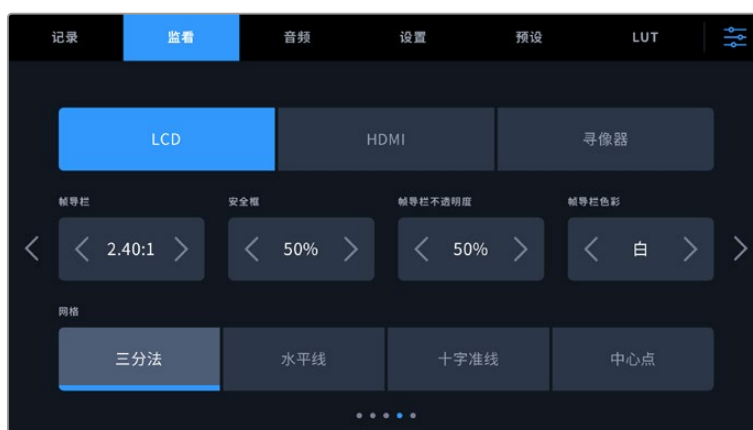 记录 监看 音频 设置 预设 LUT
LCD HDMI 寻像器
帧导栏 安全框 帧导栏不透明度 帧导栏色彩
2.40:1 50% 50% 白
网格
三分法 水平线 十字准线 中心点